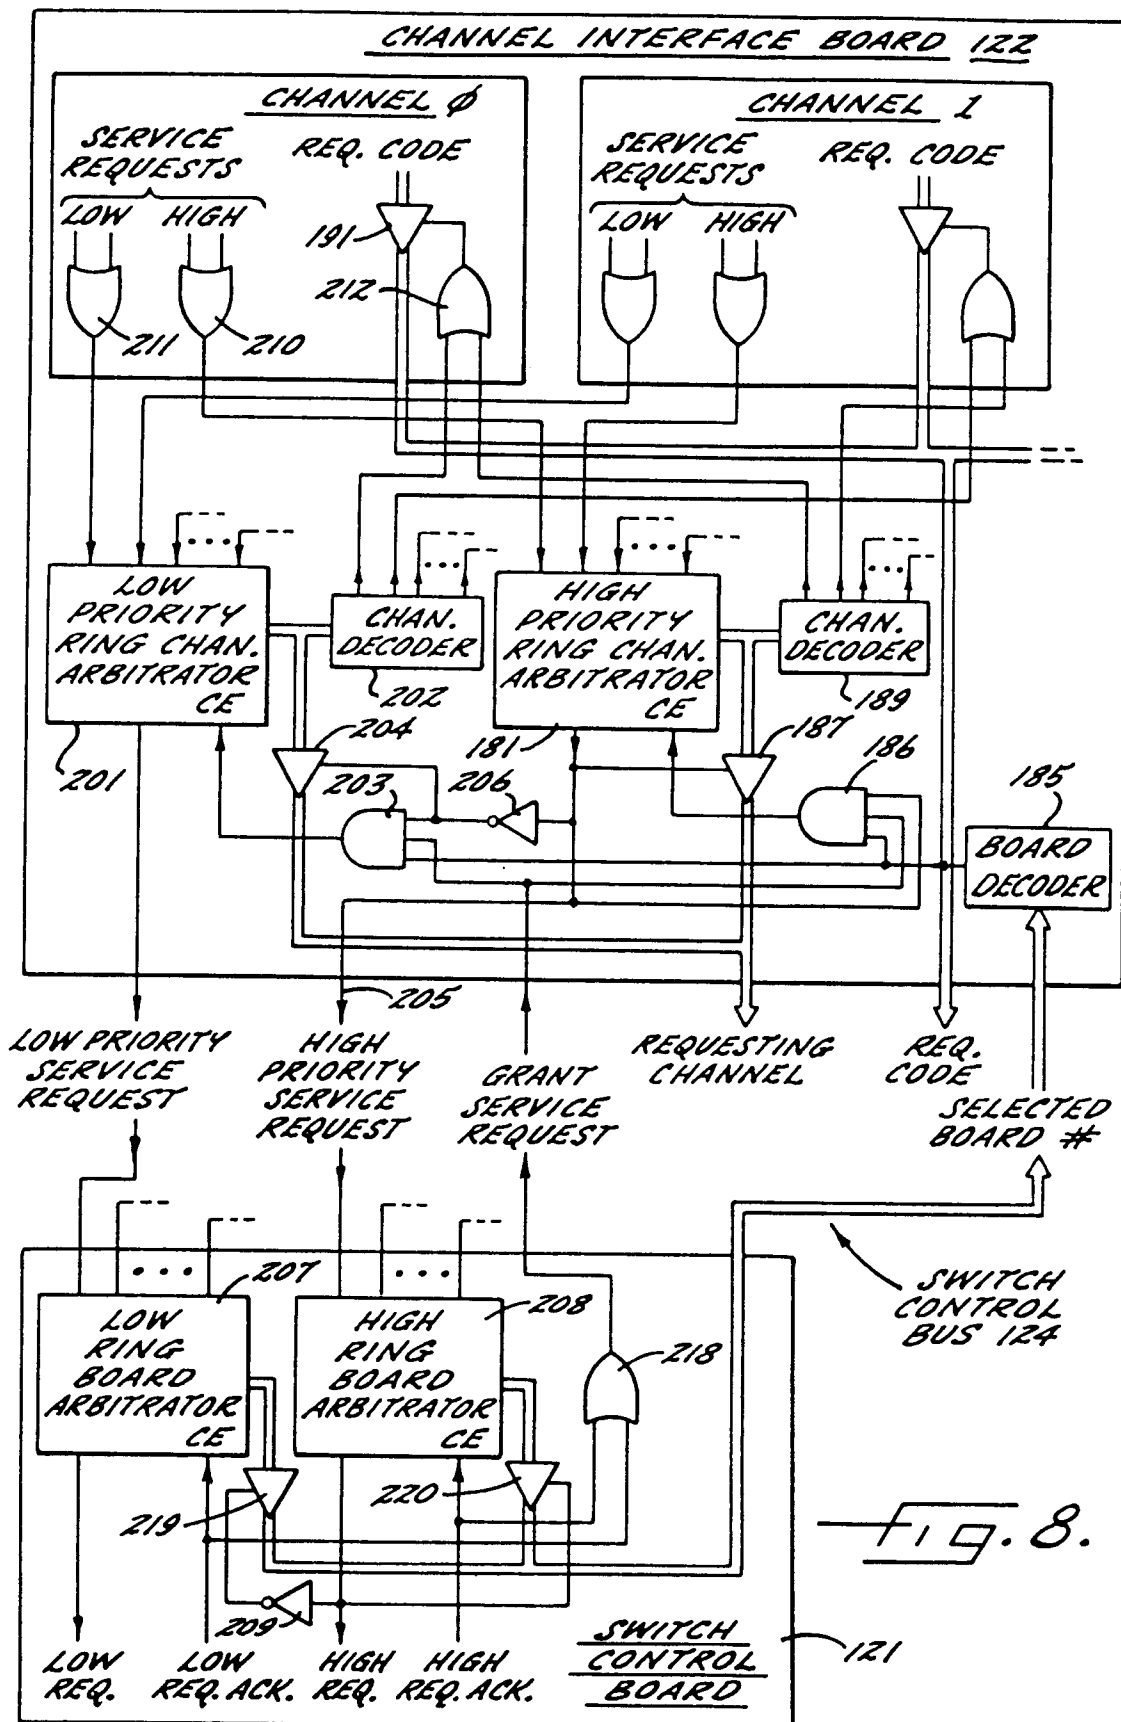 CHANNEL INTERFACE BOARD 122
CHANNEL Ø
SERVICE
REQUESTS
LOW HIGH
REQ. CODE
191
212
211
210
CHANNEL 1
SERVICE
REQUESTS
LOW HIGH
REQ. CODE
LOW
PRIORITY
RING CHAN.
ARBITRATOR
CE
201
CHAN.
DECODER
202
HIGH
PRIORITY
RING CHAN.
ARBITRATOR
CE
181
CHAN.
DECODER
189
204
203
206
187
186
185
BOARD
DECODER
205
LOW PRIORITY
SERVICE
REQUEST
HIGH
PRIORITY
SERVICE
REQUEST
GRANT
SERVICE
REQUEST
REQUESTING
CHANNEL
REQ.
CODE
SELECTED
BOARD #
SWITCH
CONTROL
BUS 124
207
LOW
RING
BOARD
ARBITRATOR
CE
208
HIGH
RING
BOARD
ARBITRATOR
CE
218
219
220
209
LOW
REQ.
LOW
REQ. ACK.
HIGH
REQ.
HIGH
REQ. ACK.
SWITCH
CONTROL
BOARD
121
Fig. 8.